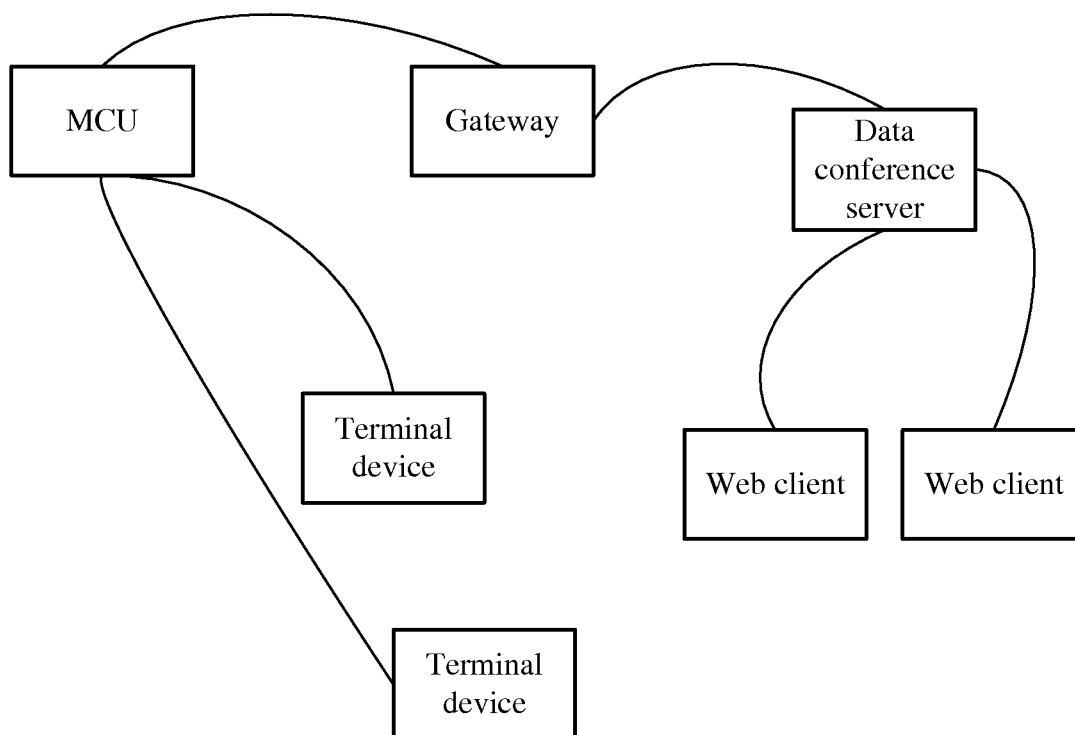 MCU
Gateway
Data
conference
server
Terminal
device
Web client
Web client
Terminal
device